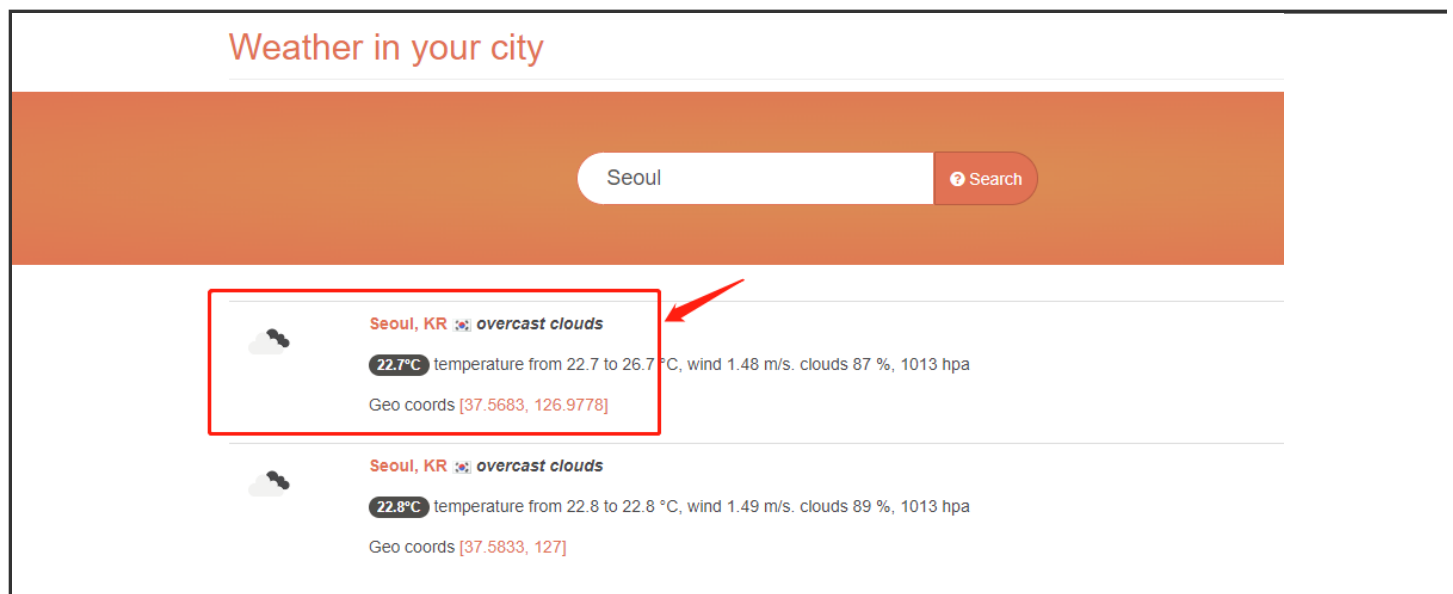 Weather in your city
Seoul
Search
Seoul, KR overcast clouds
22.7°C temperature from 22.7 to 26.7 °C, wind 1.48 m/s. clouds 87 %, 1013 hpa
Geo coords [37.5683, 126.9778]
Seoul, KR overcast clouds
22.8°C temperature from 22.8 to 22.8 °C, wind 1.49 m/s. clouds 89 %, 1013 hpa
Geo coords [37.5833, 127]